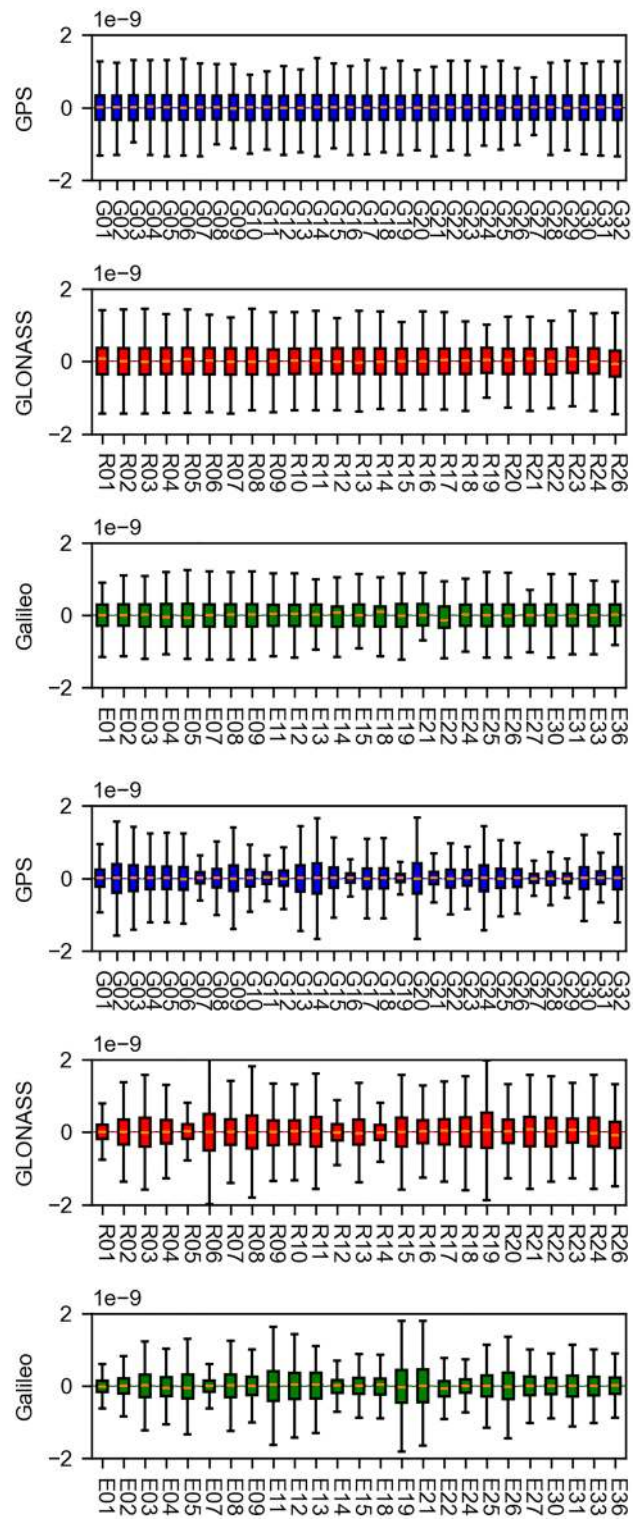 1e−9
2
0
−2
GPS
G01 G02 G03 G04 G05 G06 G07 G08 G09 G10 G11 G12 G13 G14 G15 G16 G17 G18 G19 G20 G21 G22 G23 G24 G25 G26 G27 G28 G29 G30 G31 G32
1e−9
2
0
−2
GLONASS
R01 R02 R03 R04 R05 R06 R07 R08 R09 R10 R11 R12 R13 R14 R15 R16 R17 R18 R19 R20 R21 R22 R23 R24 R26
1e−9
2
0
−2
Galileo
E01 E02 E03 E04 E05 E07 E08 E09 E11 E12 E13 E14 E15 E18 E19 E21 E22 E24 E25 E26 E27 E30 E31 E33 E36
1e−9
2
0
−2
GPS
G01 G02 G03 G04 G05 G06 G07 G08 G09 G10 G11 G12 G13 G14 G15 G16 G17 G18 G19 G20 G21 G22 G23 G24 G25 G26 G27 G28 G29 G30 G31 G32
1e−9
2
0
−2
GLONASS
R01 R02 R03 R04 R05 R06 R07 R08 R09 R10 R11 R12 R13 R14 R15 R16 R17 R18 R19 R20 R21 R22 R23 R24 R26
1e−9
2
0
−2
Galileo
E01 E02 E03 E04 E05 E07 E08 E09 E11 E12 E13 E14 E15 E18 E19 E21 E22 E24 E25 E26 E27 E30 E31 E33 E36